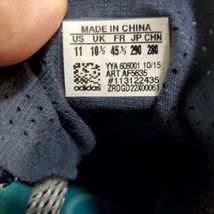 MADE IN CHINA
US UK FR JP CHN
11 10½ 45⅓ 290 280
YYA 606001 10/15
ART AF5635
#113122435
ZRDGD22X00061
adidas